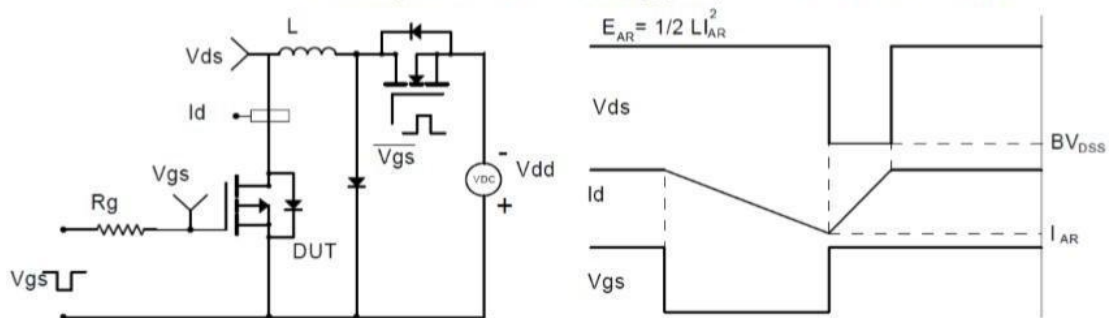 L
Vds
Id
Vgs
Vgs
Rg
DUT
Vgs
VDC
-
Vdd
+
E_AR = 1/2 LI_AR^2
Vds
BV_DSS
Id
I_AR
Vgs